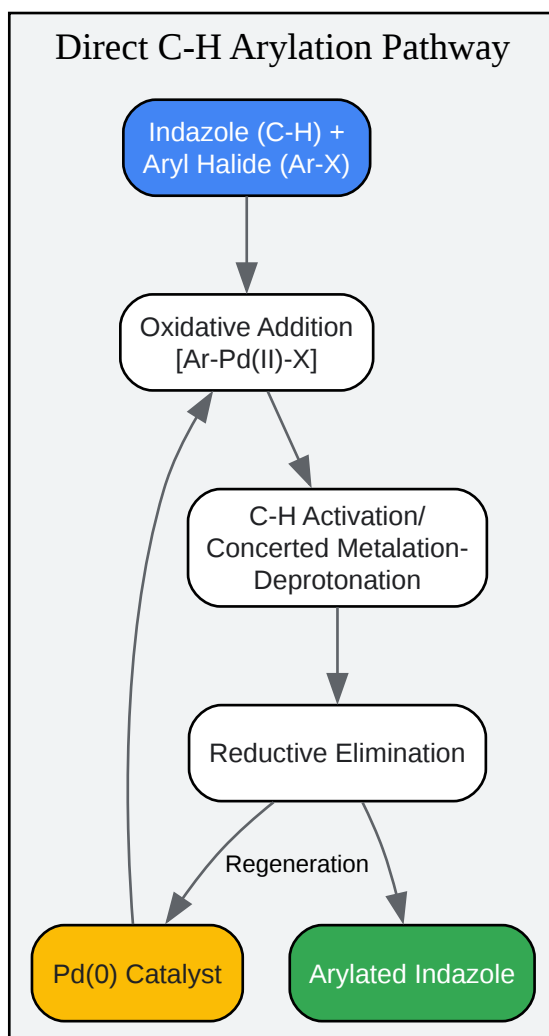 Direct C-H Arylation Pathway
Indazole (C-H) +
Aryl Halide (Ar-X)
Oxidative Addition
[Ar-Pd(II)-X]
C-H Activation/
Concerted Metalation-
Deprotonation
Reductive Elimination
Regeneration
Pd(0) Catalyst
Arylated Indazole